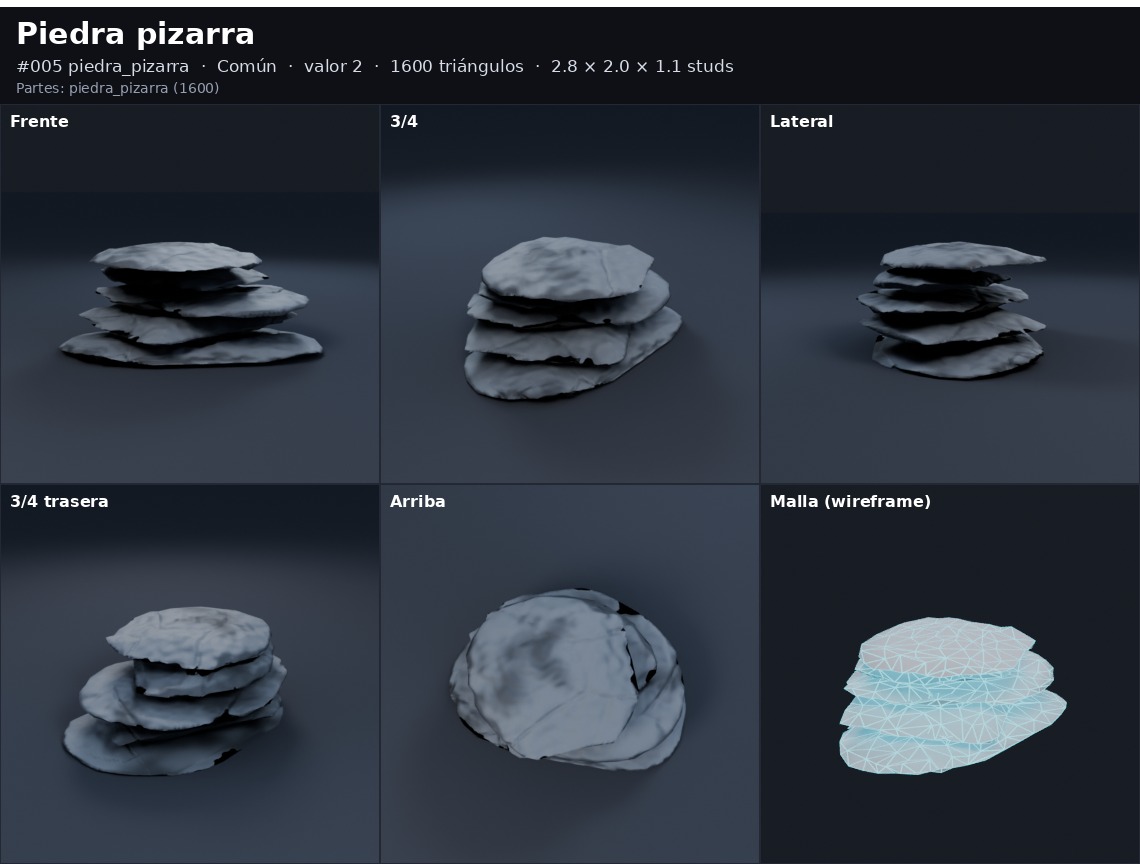 Piedra pizarra
#005 piedra_pizarra · Común · valor 2 · 1600 triángulos · 2.8 × 2.0 × 1.1 studs
Partes: piedra_pizarra (1600)
Frente
3/4
Lateral
3/4 trasera
Arriba
Malla (wireframe)